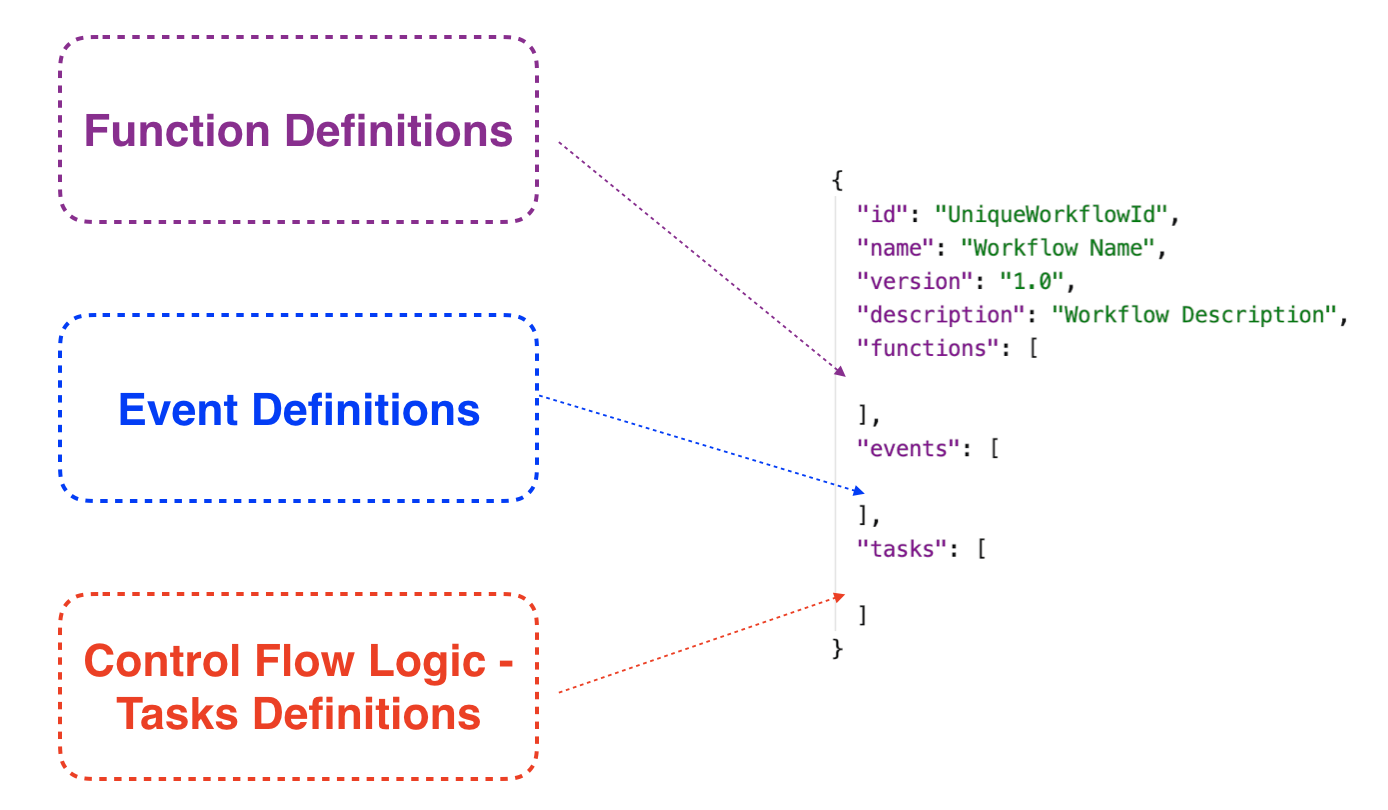 Function Definitions
Event Definitions
Control Flow Logic -
Tasks Definitions
{
"id": "UniqueWorkflowId",
"name": "Workflow Name",
"version": "1.0",
"description": "Workflow Description",
"functions": [
],
"events": [
],
"tasks": [
]
}